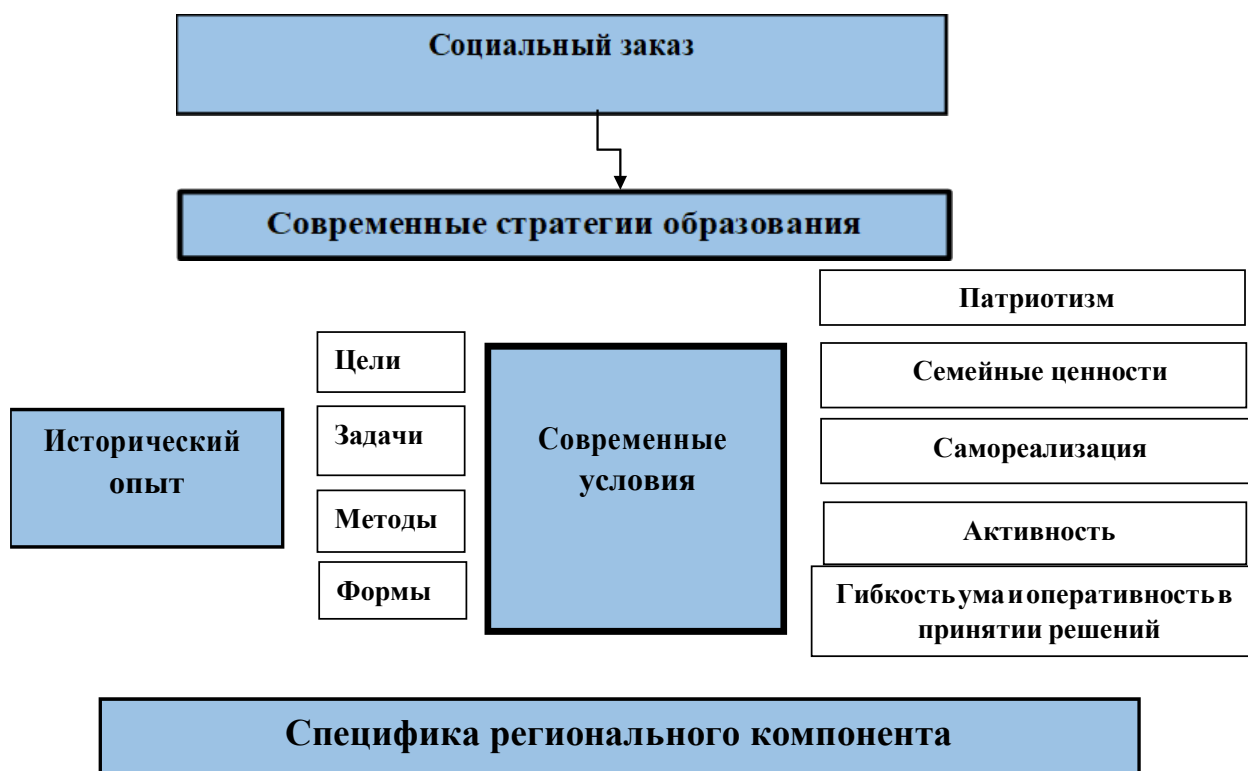 Социальный заказ
Современные стратегии образования
Исторический
опыт
Цели
Задачи
Методы
Формы
Современные
условия
Патриотизм
Семейные ценности
Самореализация
Активность
Гибкость ума и оперативность в
принятии решений
Специфика регионального компонента